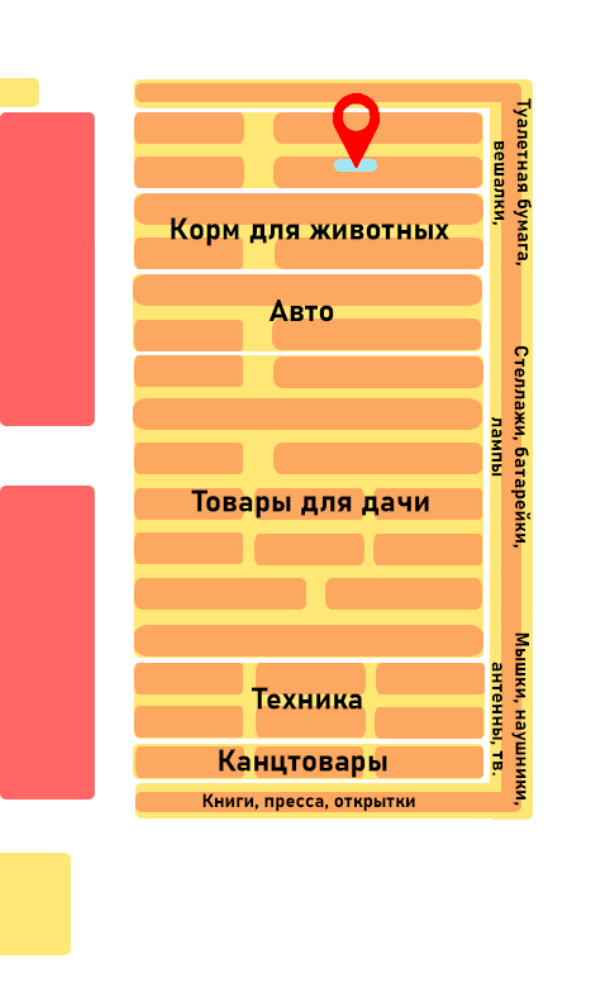 Корм для животных
Авто
Товары для дачи
Техника
Канцтовары
Книги, пресса, открытки
Туалетная бумага,
вешалки,
Стеллажи, батарейки,
лампы
Мышки, наушники,
антенны, тв.